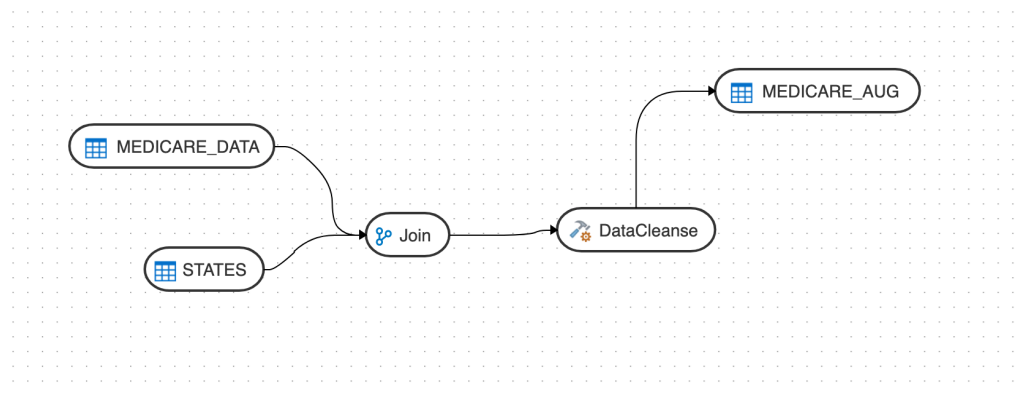 MEDICARE_AUG
MEDICARE_DATA
Join
DataCleanse
STATES